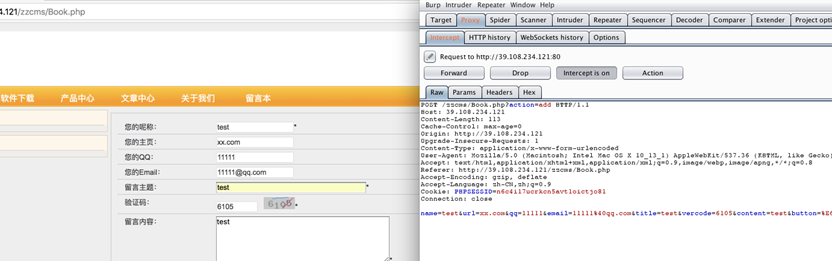 4.121/zzcms/Book.php
软件下载 产品中心 文章中心 关于我们 留言本
您的昵称: test *
您的主页: xx.com
您的QQ: 11111
您的Email: 11111@qq.com
留言主题: test *
验证码: 6105 6105 *
留言内容: test
Burp Intruder Repeater Window Help
Target Proxy Spider Scanner Intruder Repeater Sequencer Decoder Comparer Extender Project opti
Intercept HTTP history WebSockets history Options
Request to http://39.108.234.121:80
Forward Drop Intercept is on Action
Raw Params Headers Hex
POST /zzcms/Book.php?action=add HTTP/1.1
Host: 39.108.234.121
Content-Length: 113
Cache-Control: max-age=0
Origin: http://39.108.234.121
Upgrade-Insecure-Requests: 1
Content-Type: application/x-www-form-urlencoded
User-Agent: Mozilla/5.0 (Macintosh; Intel Mac OS X 10_13_1) AppleWebKit/537.36 (KHTML, like Gecko)
Accept: text/html,application/xhtml+xml,application/xml;q=0.9,image/webp,image/apng,*/*;q=0.8
Referer: http://39.108.234.121/zzcms/Book.php
Accept-Encoding: gzip, deflate
Accept-Language: zh-CN,zh;q=0.9
Cookie: PHPSESSID=n6c4il7ucrkcn5avtloictjo81
Connection: close
name=test&url=xx.com&qq=11111&email=11111%40qq.com&title=test&vercode=6105&content=test&button=%E6